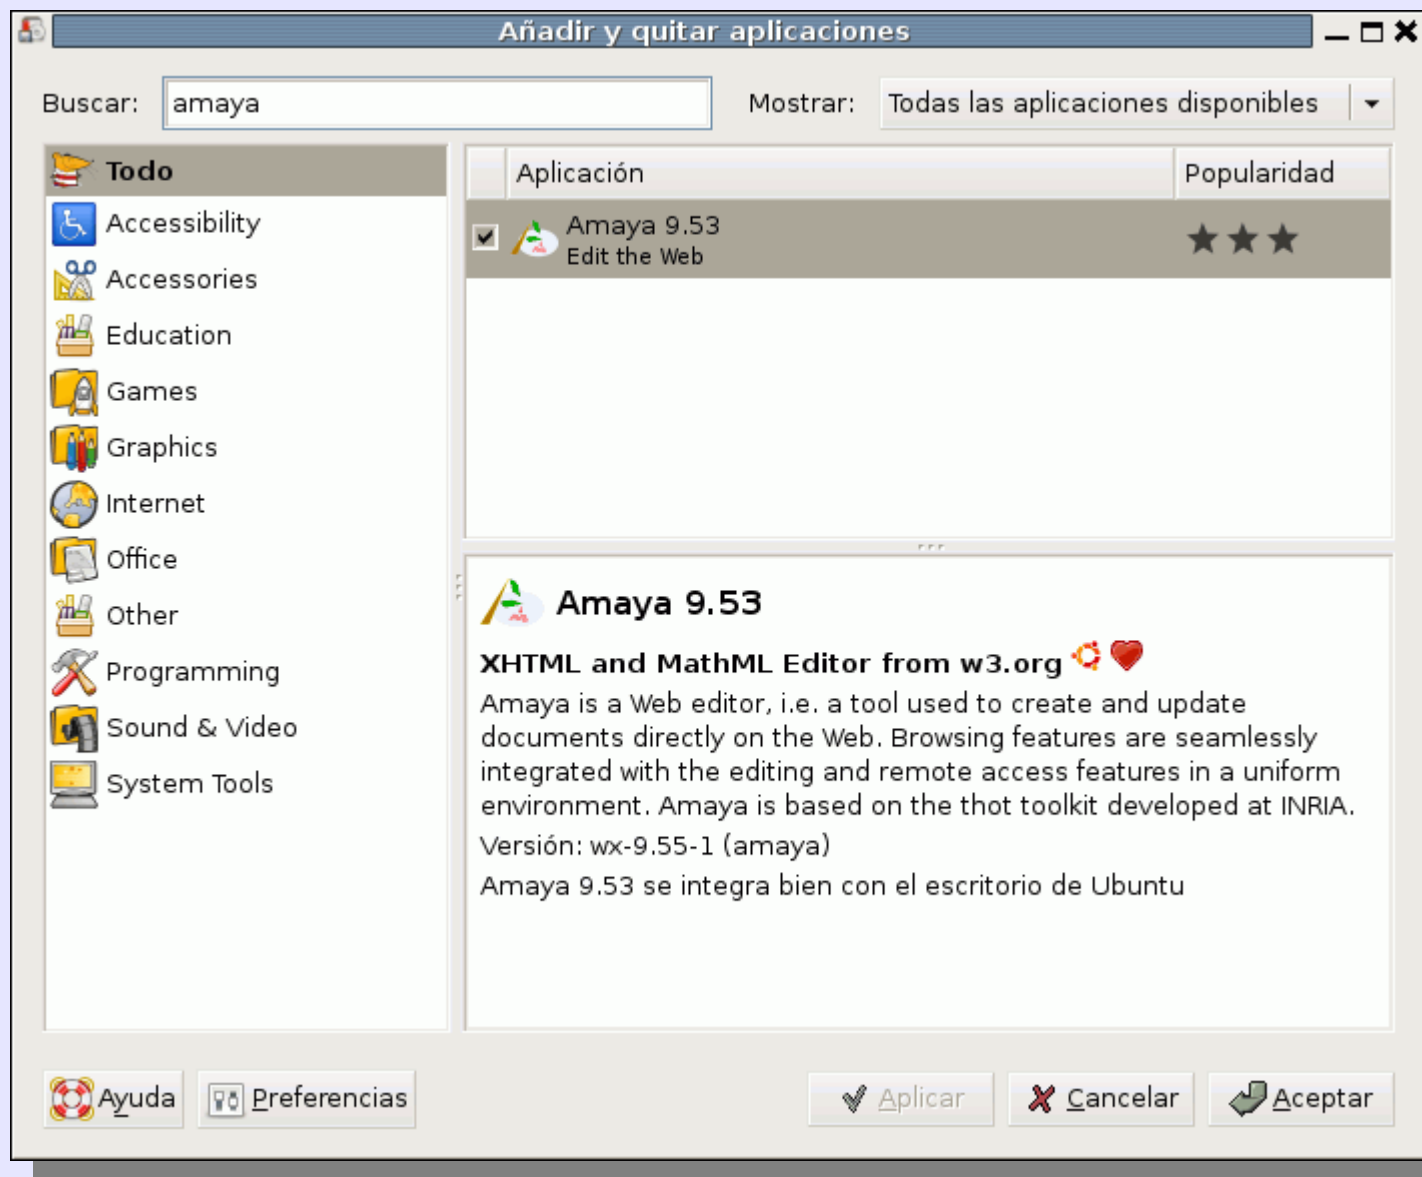 Añadir y quitar aplicaciones
Buscar: amaya Mostrar: Todas las aplicaciones disponibles
Todo
Accessibility
Accessories
Education
Games
Graphics
Internet
Office
Other
Programming
Sound & Video
System Tools
Aplicación Popularidad
Amaya 9.53
Edit the Web
Amaya 9.53
XHTML and MathML Editor from w3.org
Amaya is a Web editor, i.e. a tool used to create and update
documents directly on the Web. Browsing features are seamlessly
integrated with the editing and remote access features in a uniform
environment. Amaya is based on the thot toolkit developed at INRIA.
Versión: wx-9.55-1 (amaya)
Amaya 9.53 se integra bien con el escritorio de Ubuntu
Ayuda Preferencias Aplicar Cancelar Aceptar